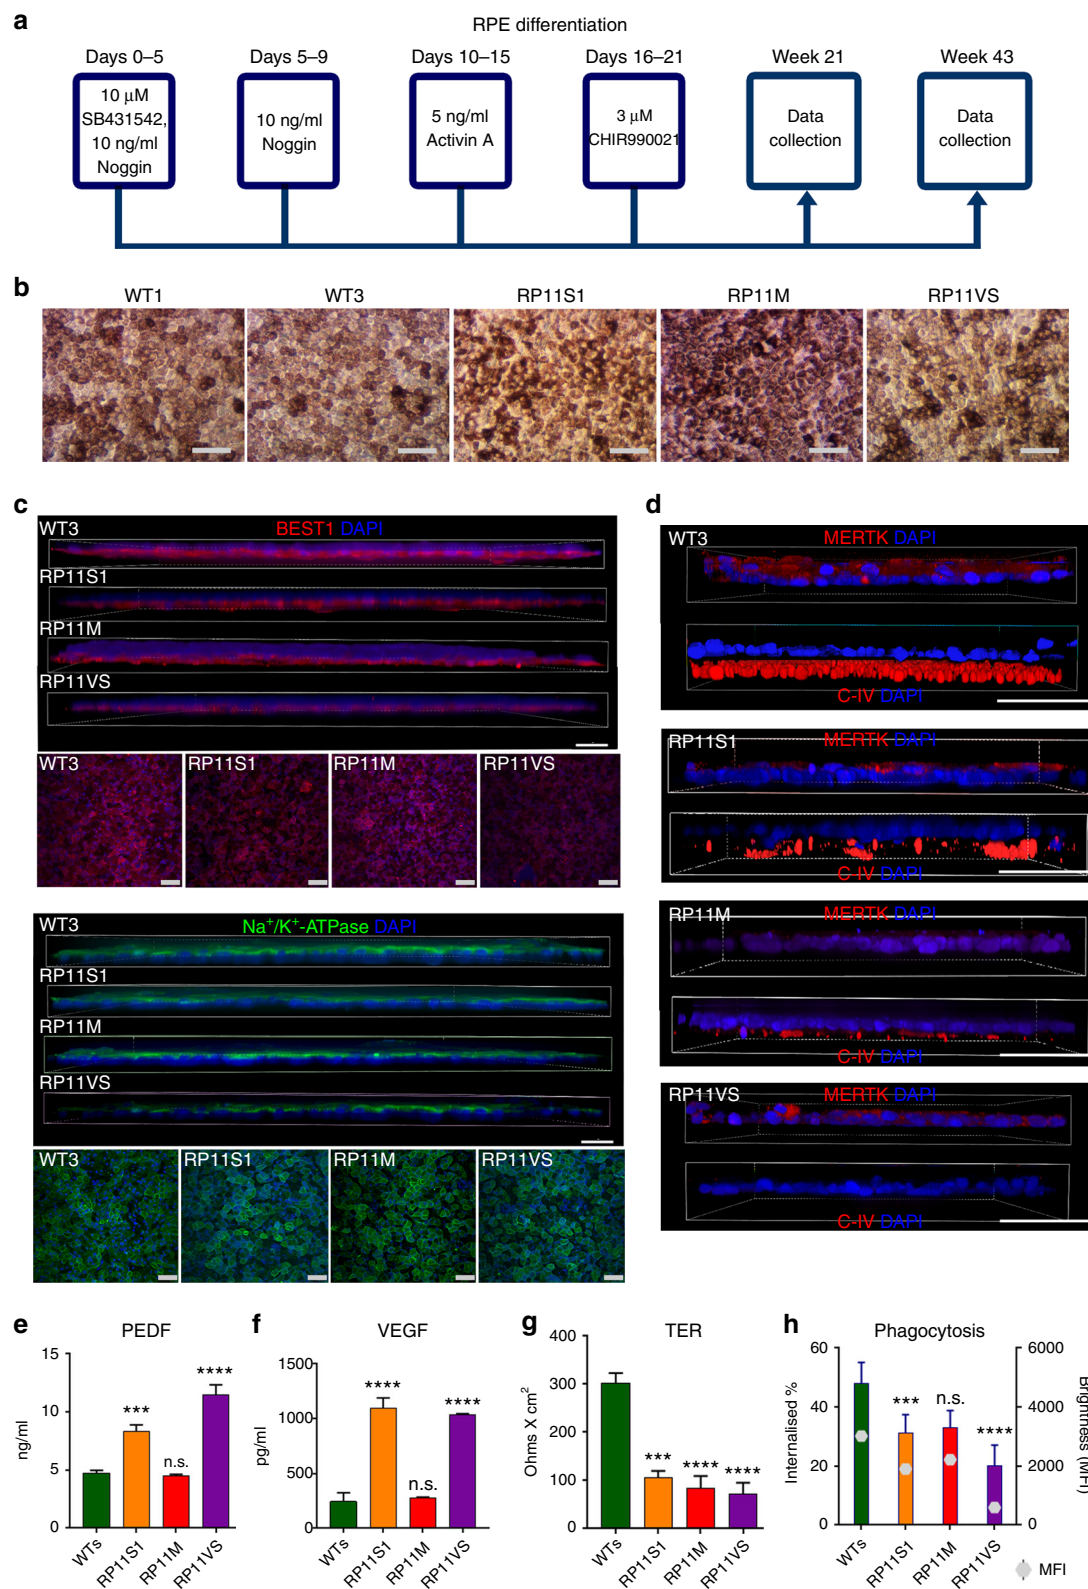 a
RPE differentiation
Days 0–5
Days 5–9
Days 10–15
Days 16–21
Week 21
Week 43
10 μM
SB431542,
10 ng/ml
Noggin
10 ng/ml
Noggin
5 ng/ml
Activin A
3 μM
CHIR990021
Data
collection
Data
collection
b
WT1
WT3
RP11S1
RP11M
RP11VS
c
WT3
BEST1 DAPI
RP11S1
RP11M
RP11VS
WT3
RP11S1
RP11M
RP11VS
WT3
Na+/K+-ATPase DAPI
RP11S1
RP11M
RP11VS
WT3
RP11S1
RP11M
RP11VS
d
WT3
MERTK DAPI
C-IV DAPI
RP11S1
MERTK DAPI
C-IV DAPI
RP11M
MERTK DAPI
C-IV DAPI
RP11VS
MERTK DAPI
C-IV DAPI
e
PEDF
ng/ml
15
10
5
0
***
n.s.
****
WTs
RP11S1
RP11M
RP11VS
f
VEGF
pg/ml
1500
1000
500
0
****
n.s.
****
WTs
RP11S1
RP11M
RP11VS
g
TER
Ohms X cm²
400
300
200
100
0
***
****
****
WTs
RP11S1
RP11M
RP11VS
h
Phagocytosis
Internalised %
60
40
20
0
***
n.s.
****
6000
4000
2000
0
Brightness (MFI)
WTs
RP11S1
RP11M
RP11VS
MFI